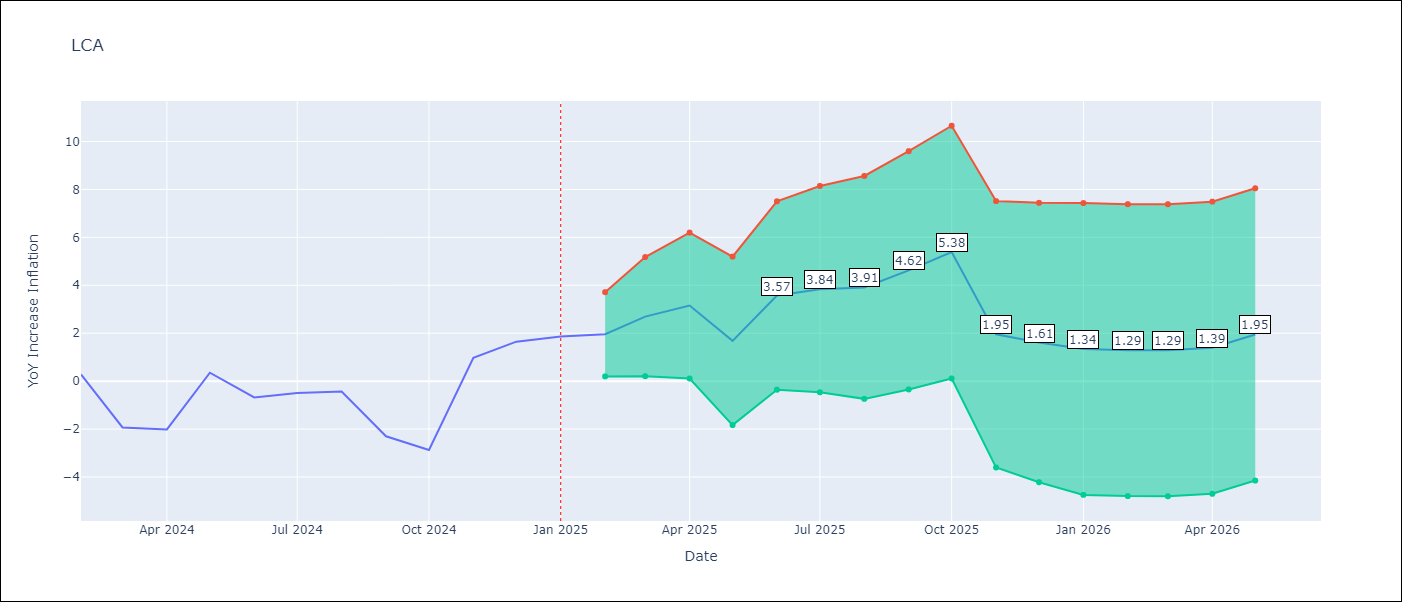 LCA
YoY Increase Inflation
10
8
6
4
2
0
−2
−4
3.57
3.84
3.91
4.62
5.38
1.95
1.61
1.34
1.29
1.29
1.39
1.95
Apr 2024
Jul 2024
Oct 2024
Jan 2025
Apr 2025
Jul 2025
Oct 2025
Jan 2026
Apr 2026
Date